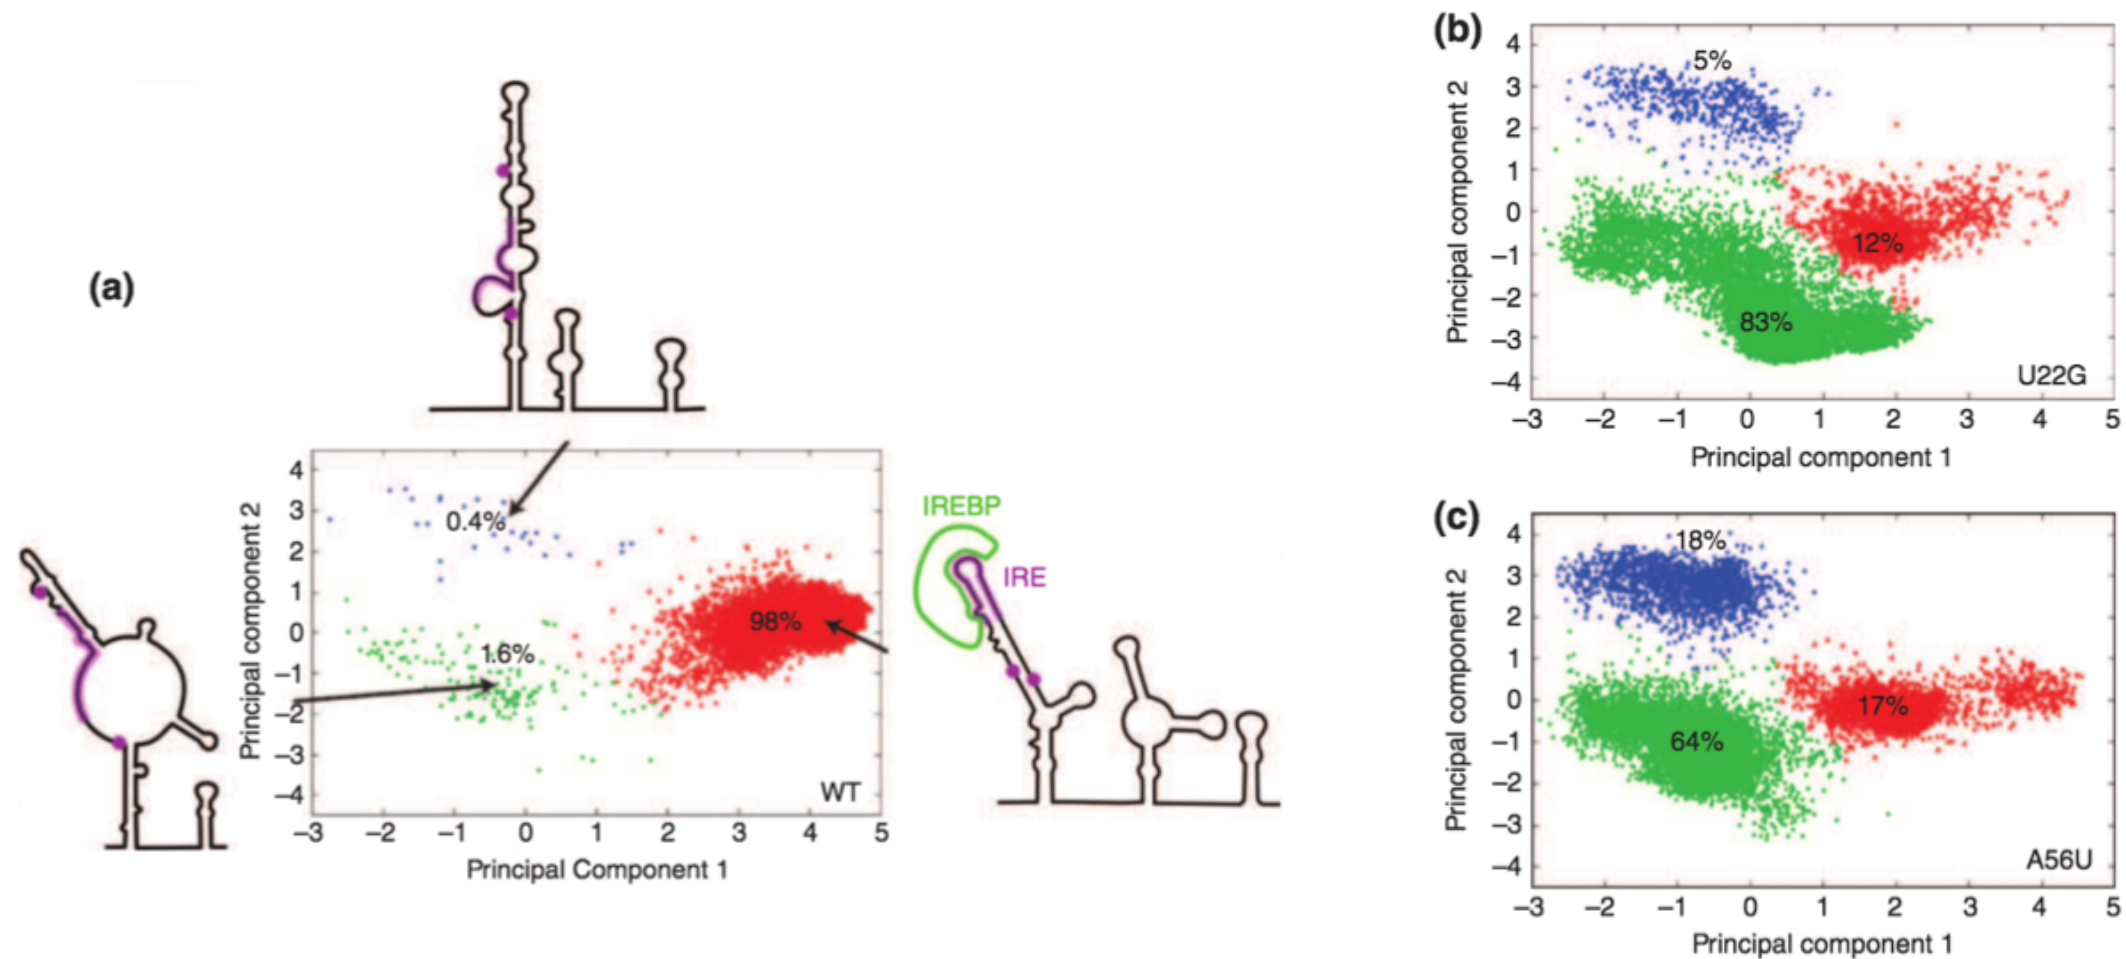 (a)
4
3
2
1
0
−1
−2
−3
−4
Principal component 2
0.4%
1.6%
98%
WT
−3 −2 −1 0 1 2 3 4 5
Principal Component 1
IREBP
IRE
(b)
4
3
2
1
0
−1
−2
−3
−4
Principal component 2
5%
12%
83%
U22G
−3 −2 −1 0 1 2 3 4 5
Principal component 1
(c)
4
3
2
1
0
−1
−2
−3
−4
Principal component 2
18%
17%
64%
A56U
−3 −2 −1 0 1 2 3 4 5
Principal component 1